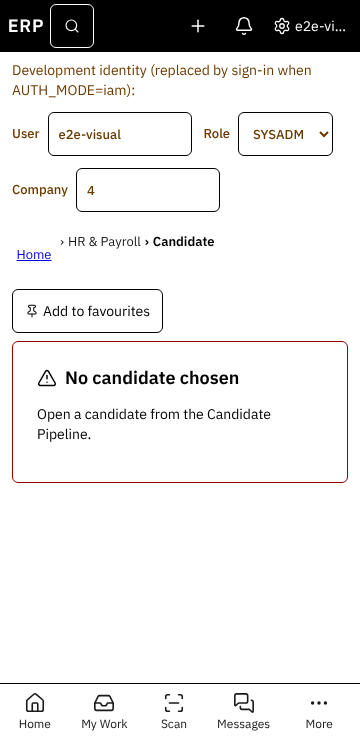 ERP e2e-vi...
Development identity (replaced by sign-in when
AUTH_MODE=iam):
User e2e-visual Role SYSADM
Company 4
Home › HR & Payroll › Candidate
Add to favourites
No candidate chosen
Open a candidate from the Candidate
Pipeline.
Home My Work Scan Messages More